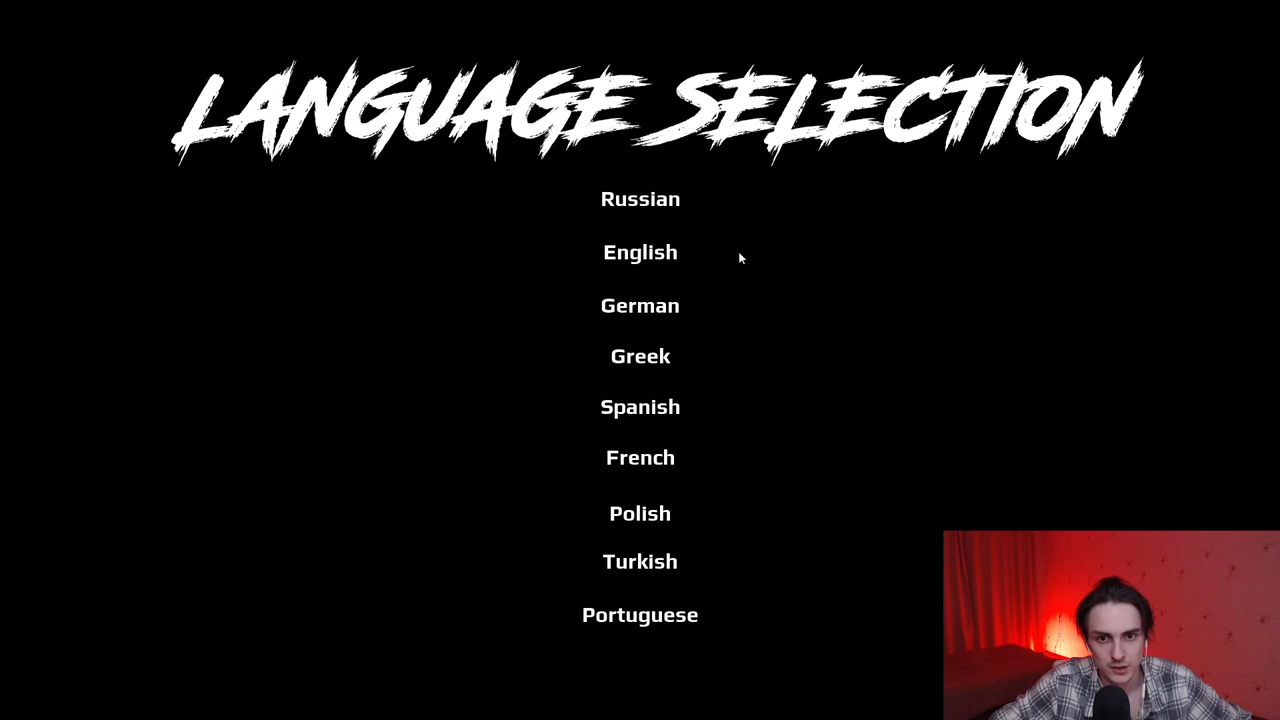 LANGUAGE SELECTION
Russian
English
German
Greek
Spanish
French
Polish
Turkish
Portuguese